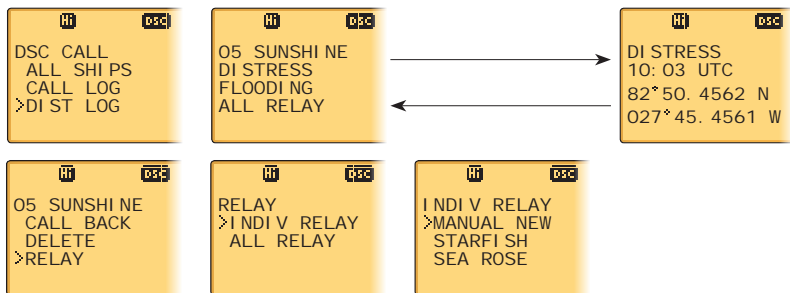 Hi DSC
DSC CALL
ALL SHIPS
CALL LOG
>DIST LOG
Hi DSC
05 SUNSHINE
DISTRESS
FLOODING
ALL RELAY
Hi DSC
DISTRESS
10:03 UTC
82°50.4562 N
027°45.4561 W
Hi DSC
05 SUNSHINE
CALL BACK
DELETE
>RELAY
Hi DSC
RELAY
>INDIV RELAY
ALL RELAY
Hi DSC
INDIV RELAY
>MANUAL NEW
STARFISH
SEA ROSE